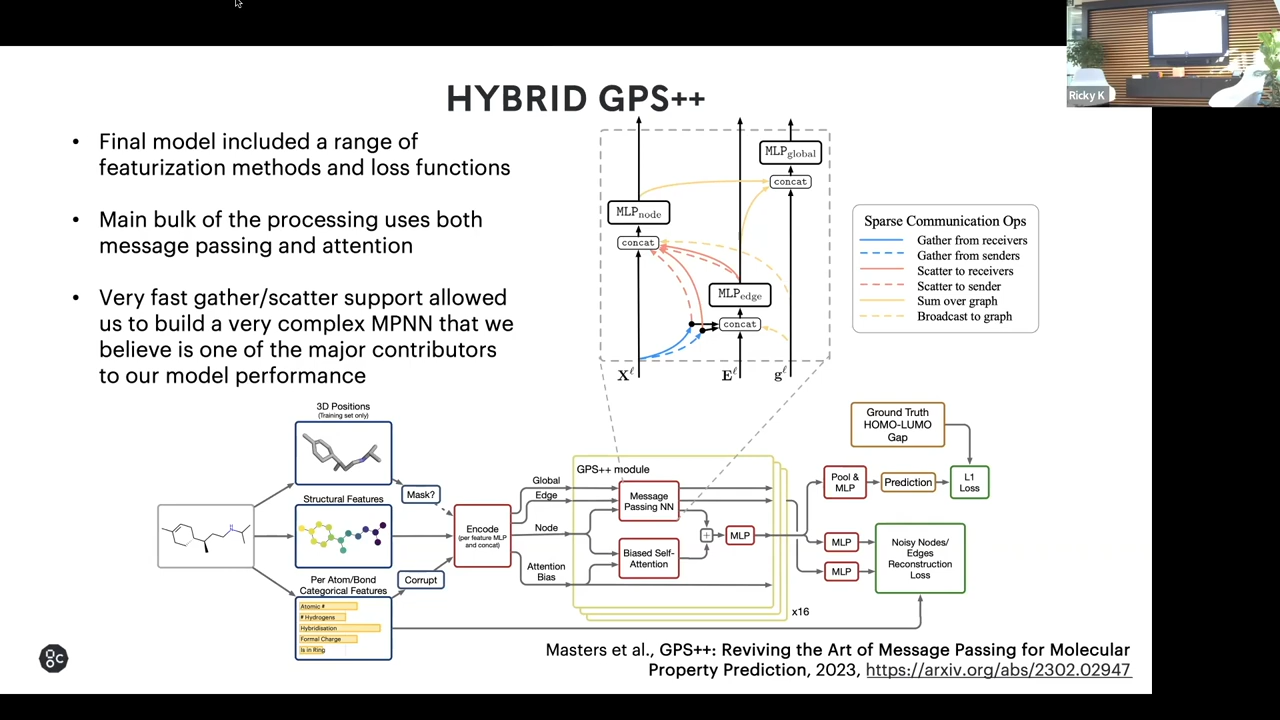 Ricky K
HYBRID GPS++
• Final model included a range of
featurization methods and loss functions
• Main bulk of the processing uses both
message passing and attention
• Very fast gather/scatter support allowed
us to build a very complex MPNN that we
believe is one of the major contributors
to our model performance
MLPglobal
concat
MLPnode
concat
MLPedge
concat
Xℓ
Eℓ
gℓ
Sparse Communication Ops
Gather from receivers
Gather from senders
Scatter to receivers
Scatter to sender
Sum over graph
Broadcast to graph
3D Positions
(Training set only)
Structural Features
Per Atom/Bond
Categorical Features
Atomic #
# Hydrogens
Hybridisation
Formal Charge
Is in Ring
Mask?
Corrupt
Encode
(per feature MLP
and concat)
Global
Edge
Node
Attention
Bias
GPS++ module
Message
Passing NN
Biased Self-
Attention
+
MLP
x16
Ground Truth
HOMO-LUMO
Gap
Pool &
MLP
Prediction
L1
Loss
MLP
MLP
Noisy Nodes/
Edges
Reconstruction
Loss
Masters et al., GPS++: Reviving the Art of Message Passing for Molecular
Property Prediction, 2023, https://arxiv.org/abs/2302.02947